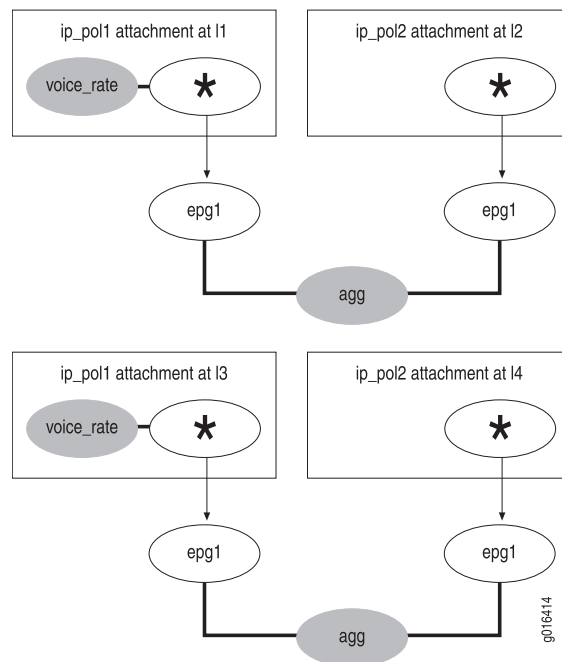 ip_pol1 attachment at l1
ip_pol2 attachment at l2
voice_rate
*
*
epg1
epg1
agg
ip_pol1 attachment at l3
ip_pol2 attachment at l4
voice_rate
*
*
epg1
epg1
agg
g016414